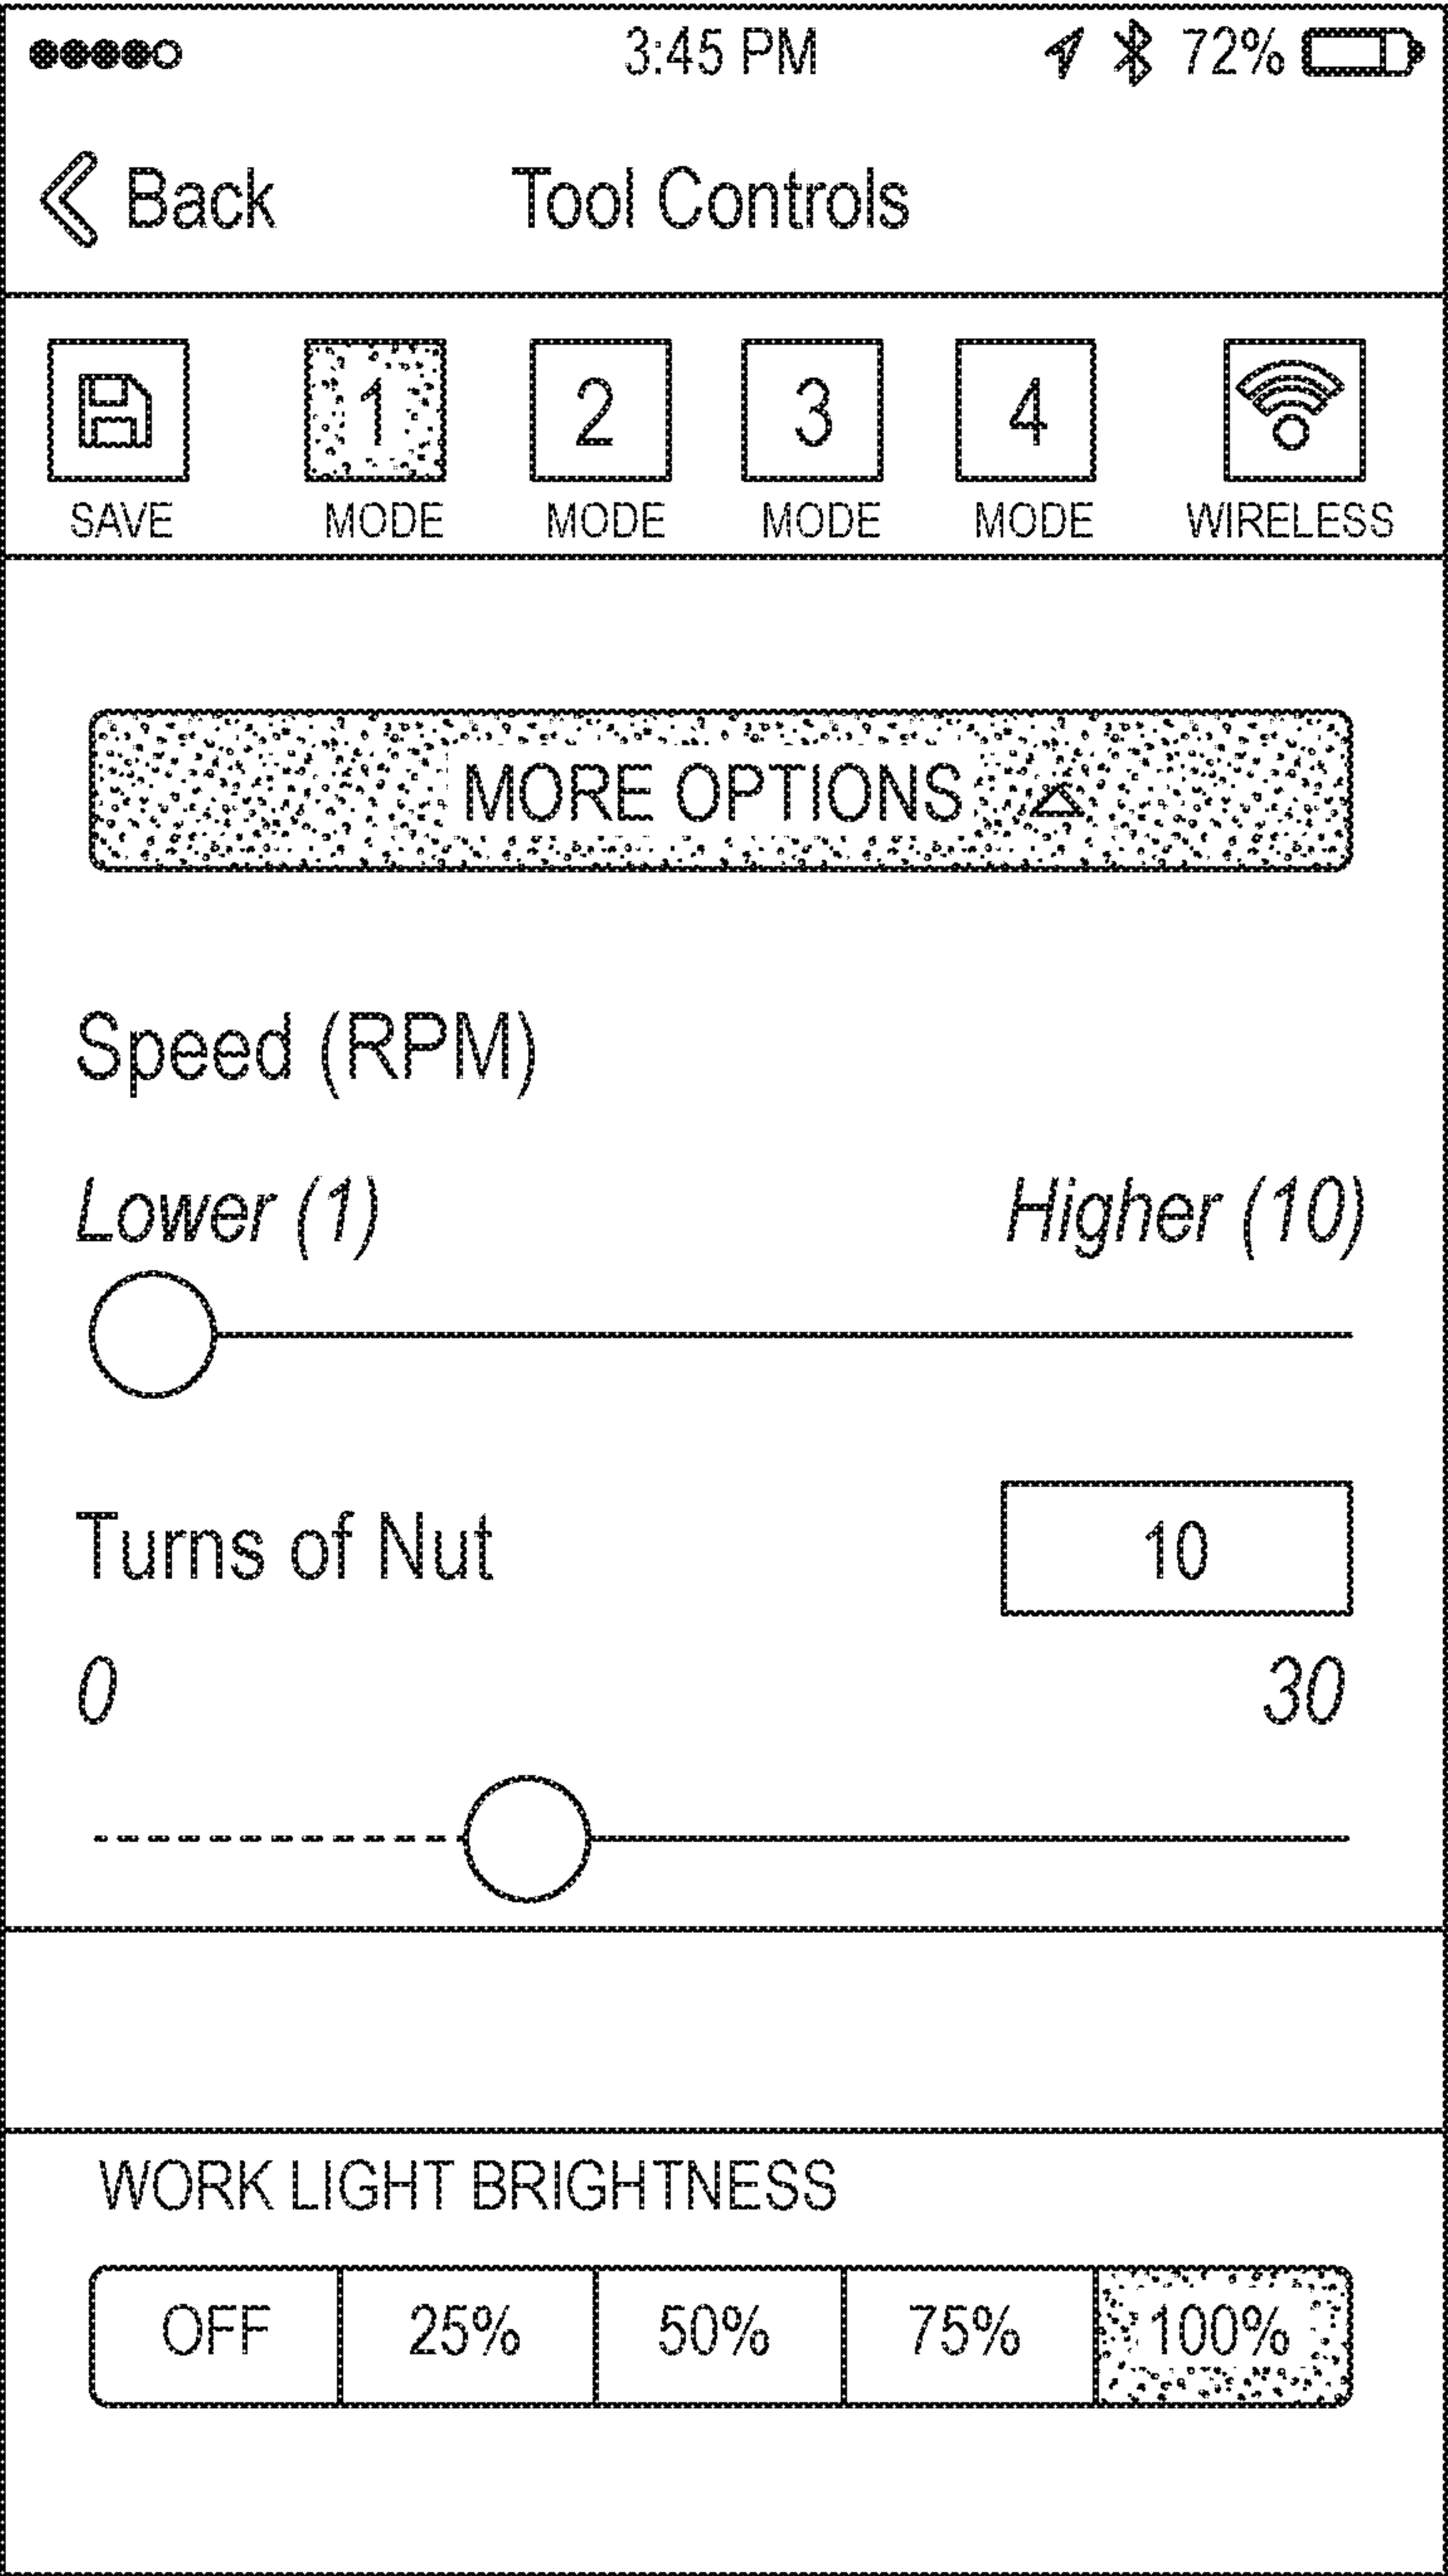 3:45 PM 72%
Back Tool Controls
1 2 3 4
SAVE MODE MODE MODE MODE WIRELESS
MORE OPTIONS
Speed (RPM)
Lower (1) Higher (10)
Turns of Nut 10
0 30
WORK LIGHT BRIGHTNESS
OFF 25% 50% 75% 100%